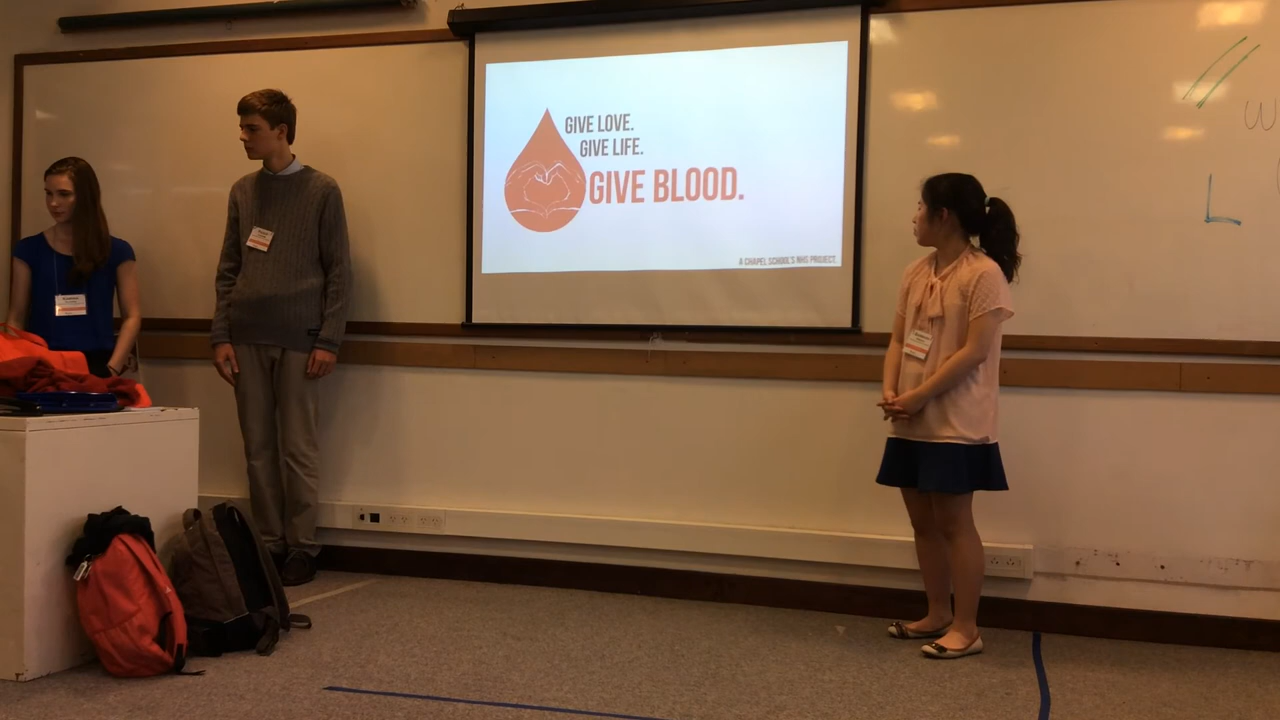 GIVE LOVE.
GIVE LIFE.
GIVE BLOOD.
A CHAPEL SCHOOL'S NHS PROJECT.
W
L